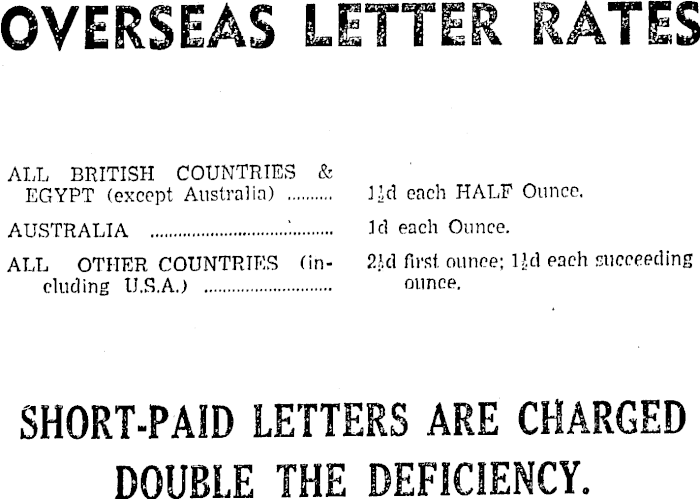 OVERSEAS LETTER RATES
ALL BRITISH COUNTRIES &
EGYPT (except Australia) .......... 1½d each HALF Ounce.
AUSTRALIA ....................................... 1d each Ounce.
ALL OTHER COUNTRIES (in- 2½d first ounce; 1½d each succeeding
cluding U.S.A.) ............................ ounce.
SHORT-PAID LETTERS ARE CHARGED
DOUBLE THE DEFICIENCY.